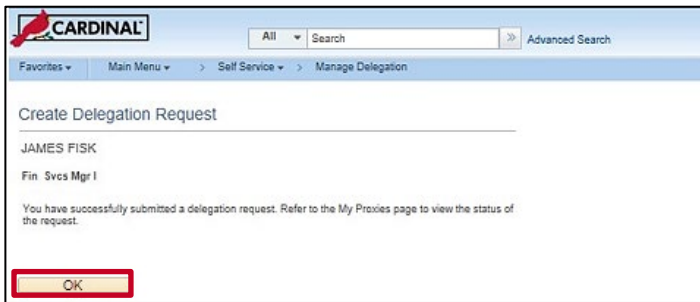 CARDINAL
All Search Advanced Search
Favorites Main Menu > Self Service > Manage Delegation
Create Delegation Request
JAMES FISK
Fin Svcs Mgr I
You have successfully submitted a delegation request. Refer to the My Proxies page to view the status of
the request.
OK